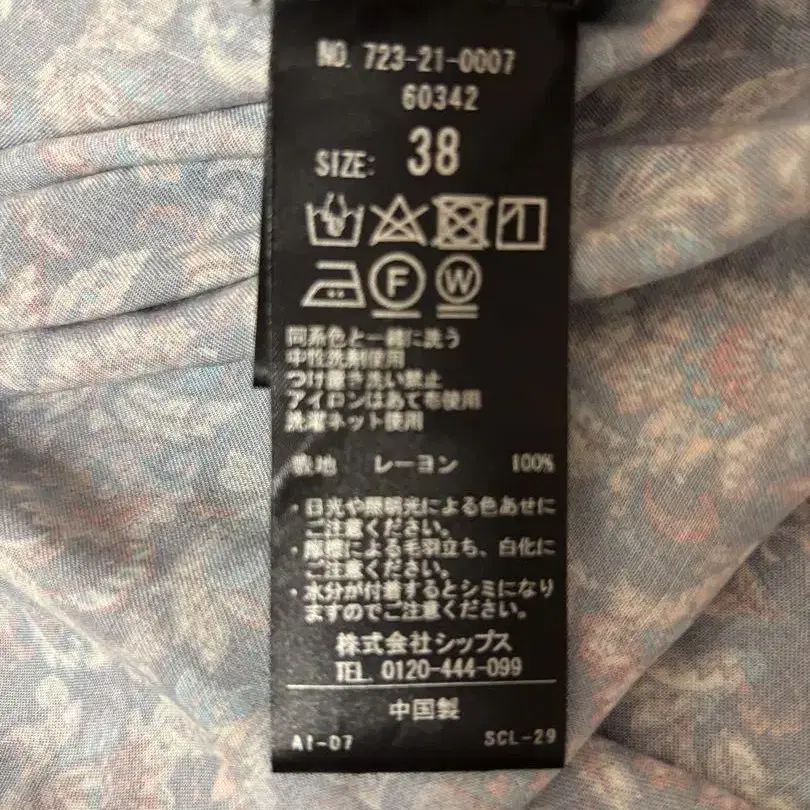 NO. 723-21-0007
60342
SIZE: 38
F W
同系色と一緒に洗う
中性洗剤使用
つけ置き洗い禁止
アイロンはあて布使用
洗濯ネット使用
表地 レーヨン 100%
・日光や照明光による色あせに
ご注意ください。
・摩擦による毛羽立ち、白化に
ご注意ください。
・水分が付着するとシミになり
ますのでご注意ください。
株式会社シップス
TEL. 0120-444-099
中国製
AI-07 SCL-29